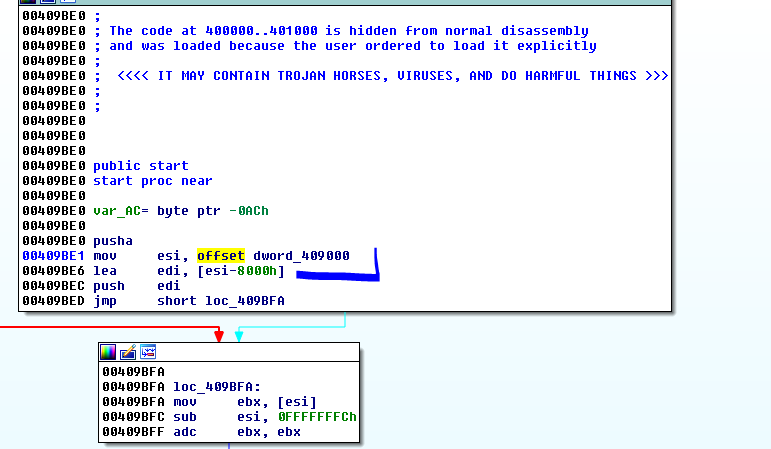 00409BE0 ;
00409BE0 ; The code at 400000..401000 is hidden from normal disassembly
00409BE0 ; and was loaded because the user ordered to load it explicitly
00409BE0 ;
00409BE0 ;  <<<< IT MAY CONTAIN TROJAN HORSES, VIRUSES, AND DO HARMFUL THINGS >>>
00409BE0 ;
00409BE0 ;
00409BE0
00409BE0
00409BE0
00409BE0 public start
00409BE0 start proc near
00409BE0
00409BE0 var_AC= byte ptr -0ACh
00409BE0
00409BE0 pusha
00409BE1 mov     esi, offset dword_409000
00409BE6 lea     edi, [esi-8000h]
00409BEC push    edi
00409BED jmp     short loc_409BFA
00409BFA
00409BFA loc_409BFA:
00409BFA mov     ebx, [esi]
00409BFC sub     esi, 0FFFFFFFCh
00409BFF adc     ebx, ebx